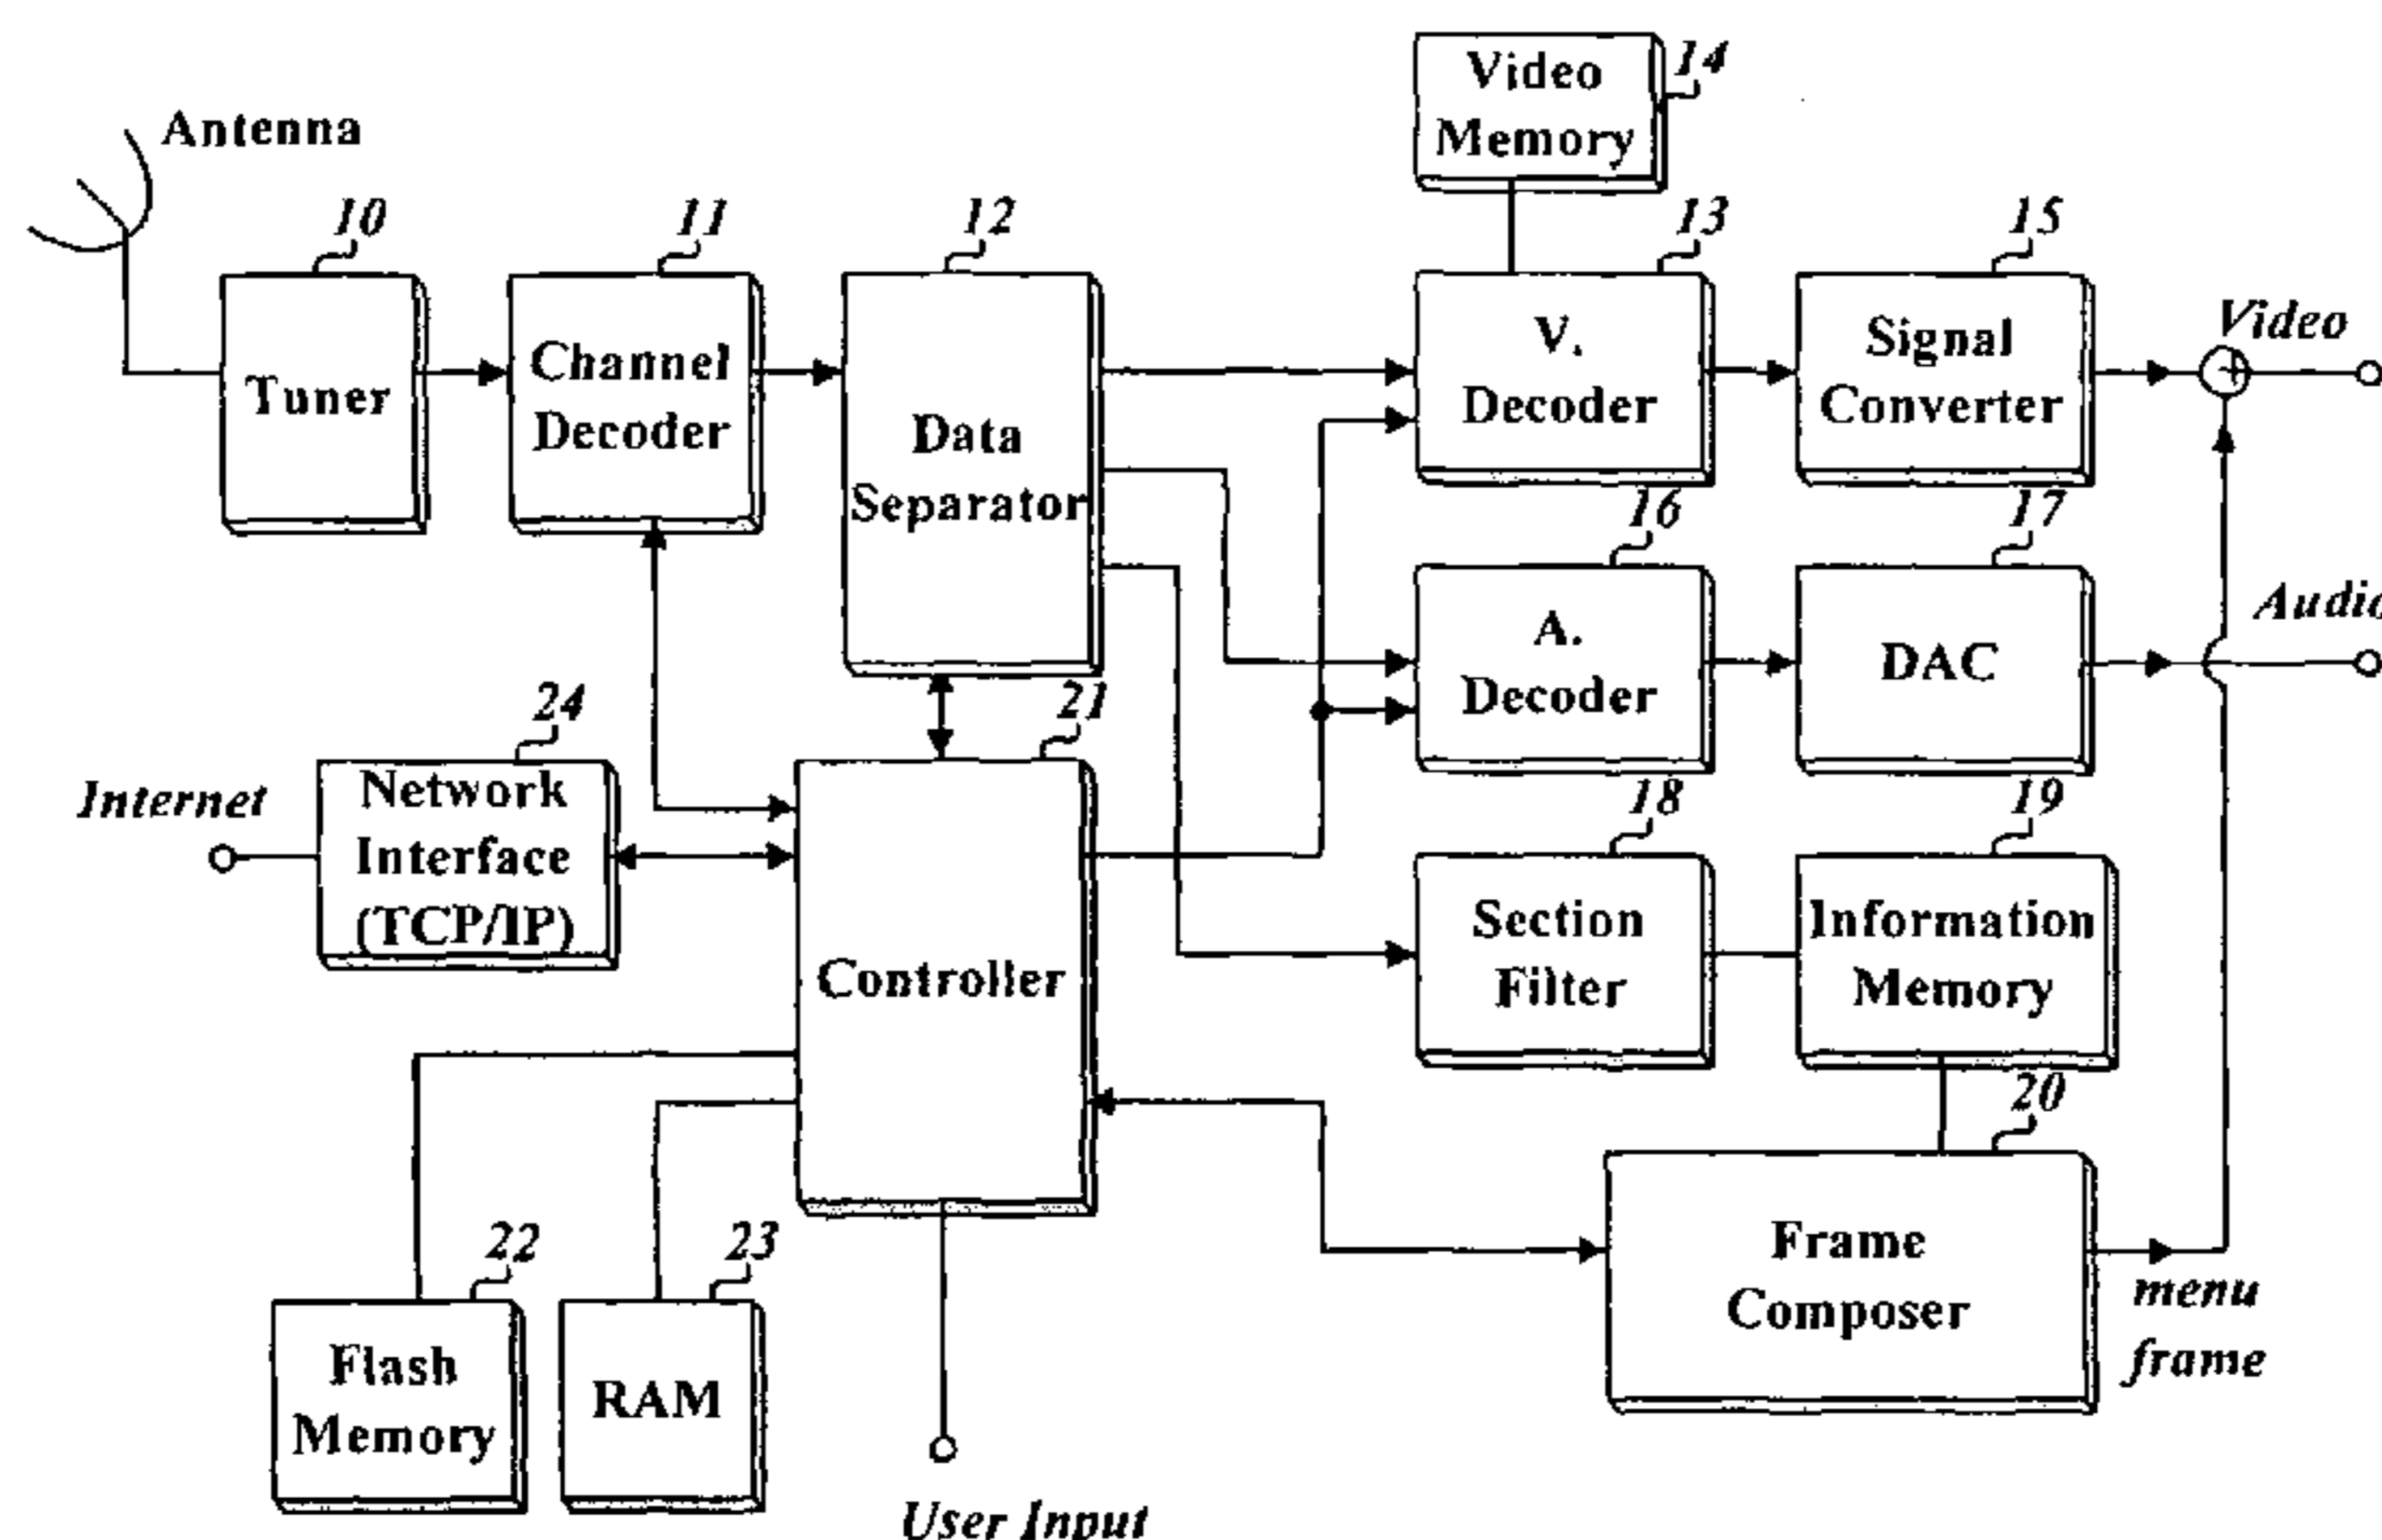 Antenna
10
Tuner
11
Channel
Decoder
12
Data
Separator
Video
Memory
14
13
V.
Decoder
15
Signal
Converter
Video
16
A.
Decoder
17
DAC
Audio
18
Section
Filter
19
Information
Memory
20
Frame
Composer
menu
frame
21
Controller
24
Network
Interface
(TCP/IP)
Internet
22
Flash
Memory
23
RAM
User Input